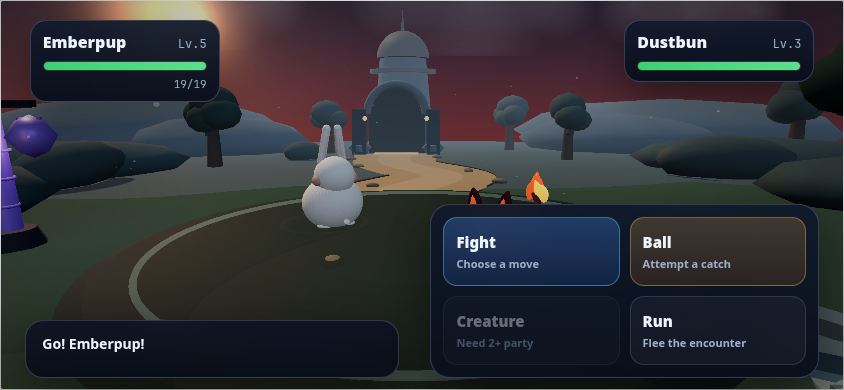 Emberpup Lv.5
19/19
Dustbun Lv.3
Fight
Choose a move
Ball
Attempt a catch
Creature
Need 2+ party
Run
Flee the encounter
Go! Emberpup!